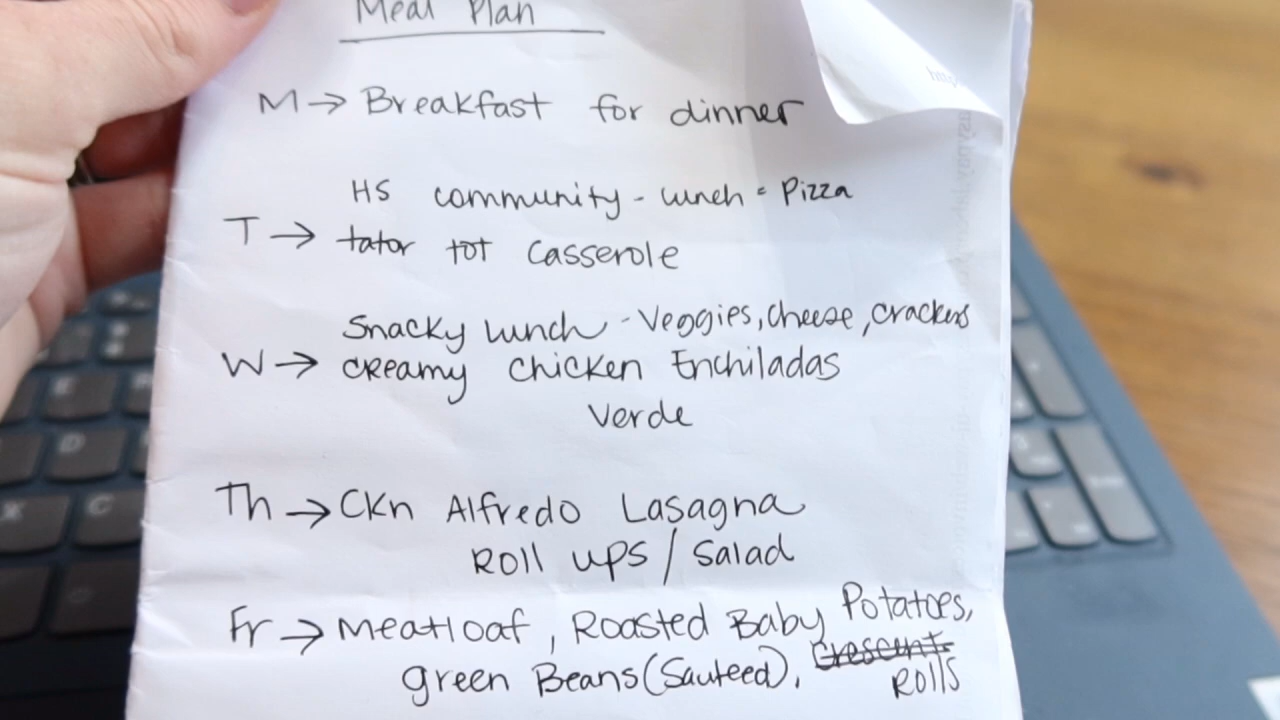 Meal Plan
M → Breakfast for dinner
HS community - lunch = Pizza
T → tator tot casserole
Snacky lunch - Veggies, cheese, crackers
W → creamy chicken Enchiladas
Verde
Th → Ckn Alfredo Lasagna
Roll ups / Salad
Fr → Meatloaf, Roasted Baby Potatoes,
green Beans (Sauteed), Crescent
Rolls